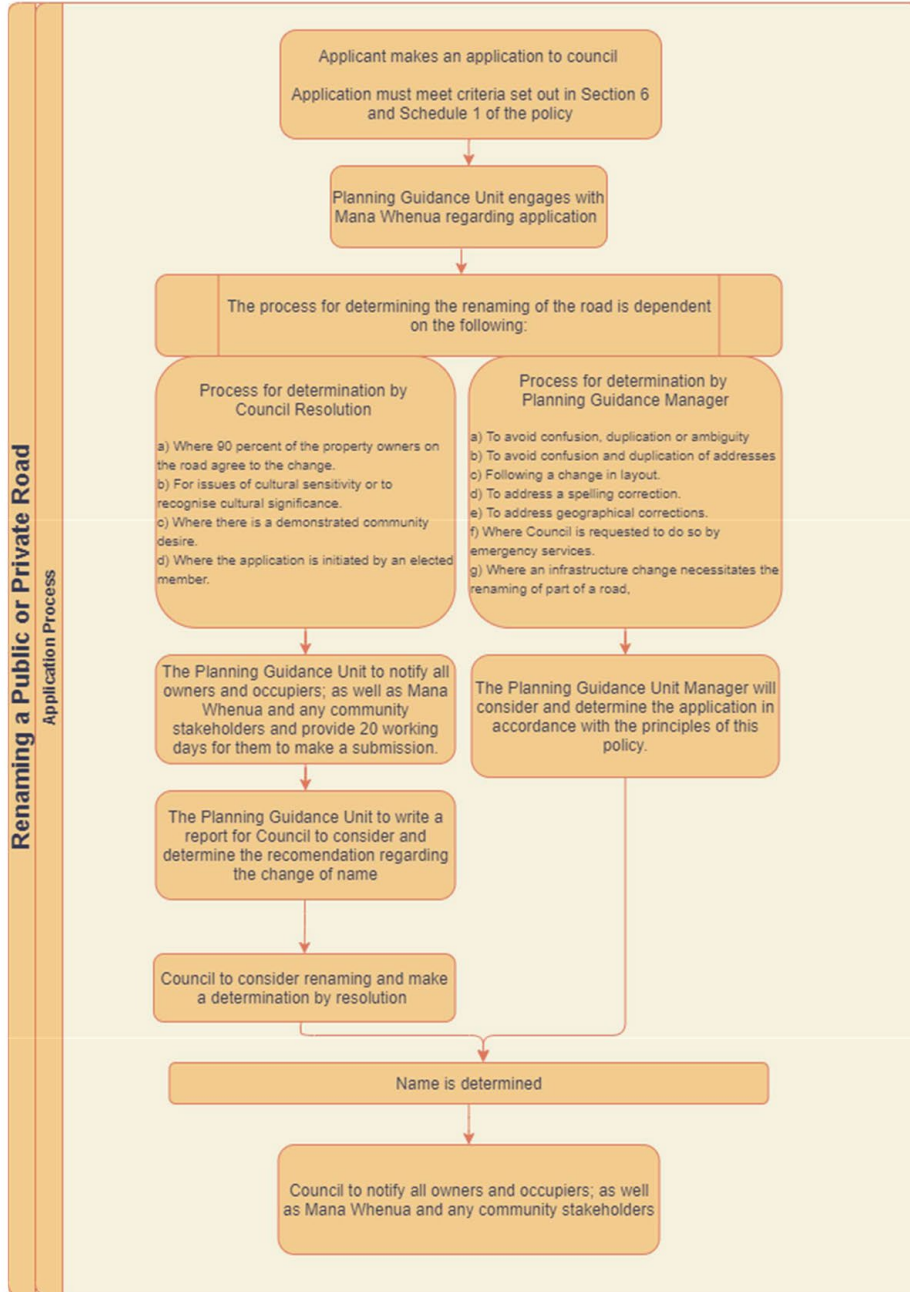 Renaming a Public or Private Road
Application Process
Applicant makes an application to council
Application must meet criteria set out in Section 6
and Schedule 1 of the policy
Planning Guidance Unit engages with
Mana Whenua regarding application
The process for determining the renaming of the road is dependent
on the following:
Process for determination by
Council Resolution
a) Where 90 percent of the property owners on
the road agree to the change.
b) For issues of cultural sensitivity or to
recognise cultural significance.
c) Where there is a demonstrated community
desire.
d) Where the application is initiated by an elected
member.
Process for determination by
Planning Guidance Manager
a) To avoid confusion, duplication or ambiguity
b) To avoid confusion and duplication of addresses
c) Following a change in layout.
d) To address a spelling correction.
e) To address geographical corrections.
f) Where Council is requested to do so by
emergency services.
g) Where an infrastructure change necessitates the
renaming of part of a road,
The Planning Guidance Unit to notify all
owners and occupiers; as well as Mana
Whenua and any community
stakeholders and provide 20 working
days for them to make a submission.
The Planning Guidance Unit Manager will
consider and determine the application in
accordance with the principles of this
policy.
The Planning Guidance Unit to write a
report for Council to consider and
determine the recomendation regarding
the change of name
Council to consider renaming and make
a determination by resolution
Name is determined
Council to notify all owners and occupiers; as well
as Mana Whenua and any community stakeholders